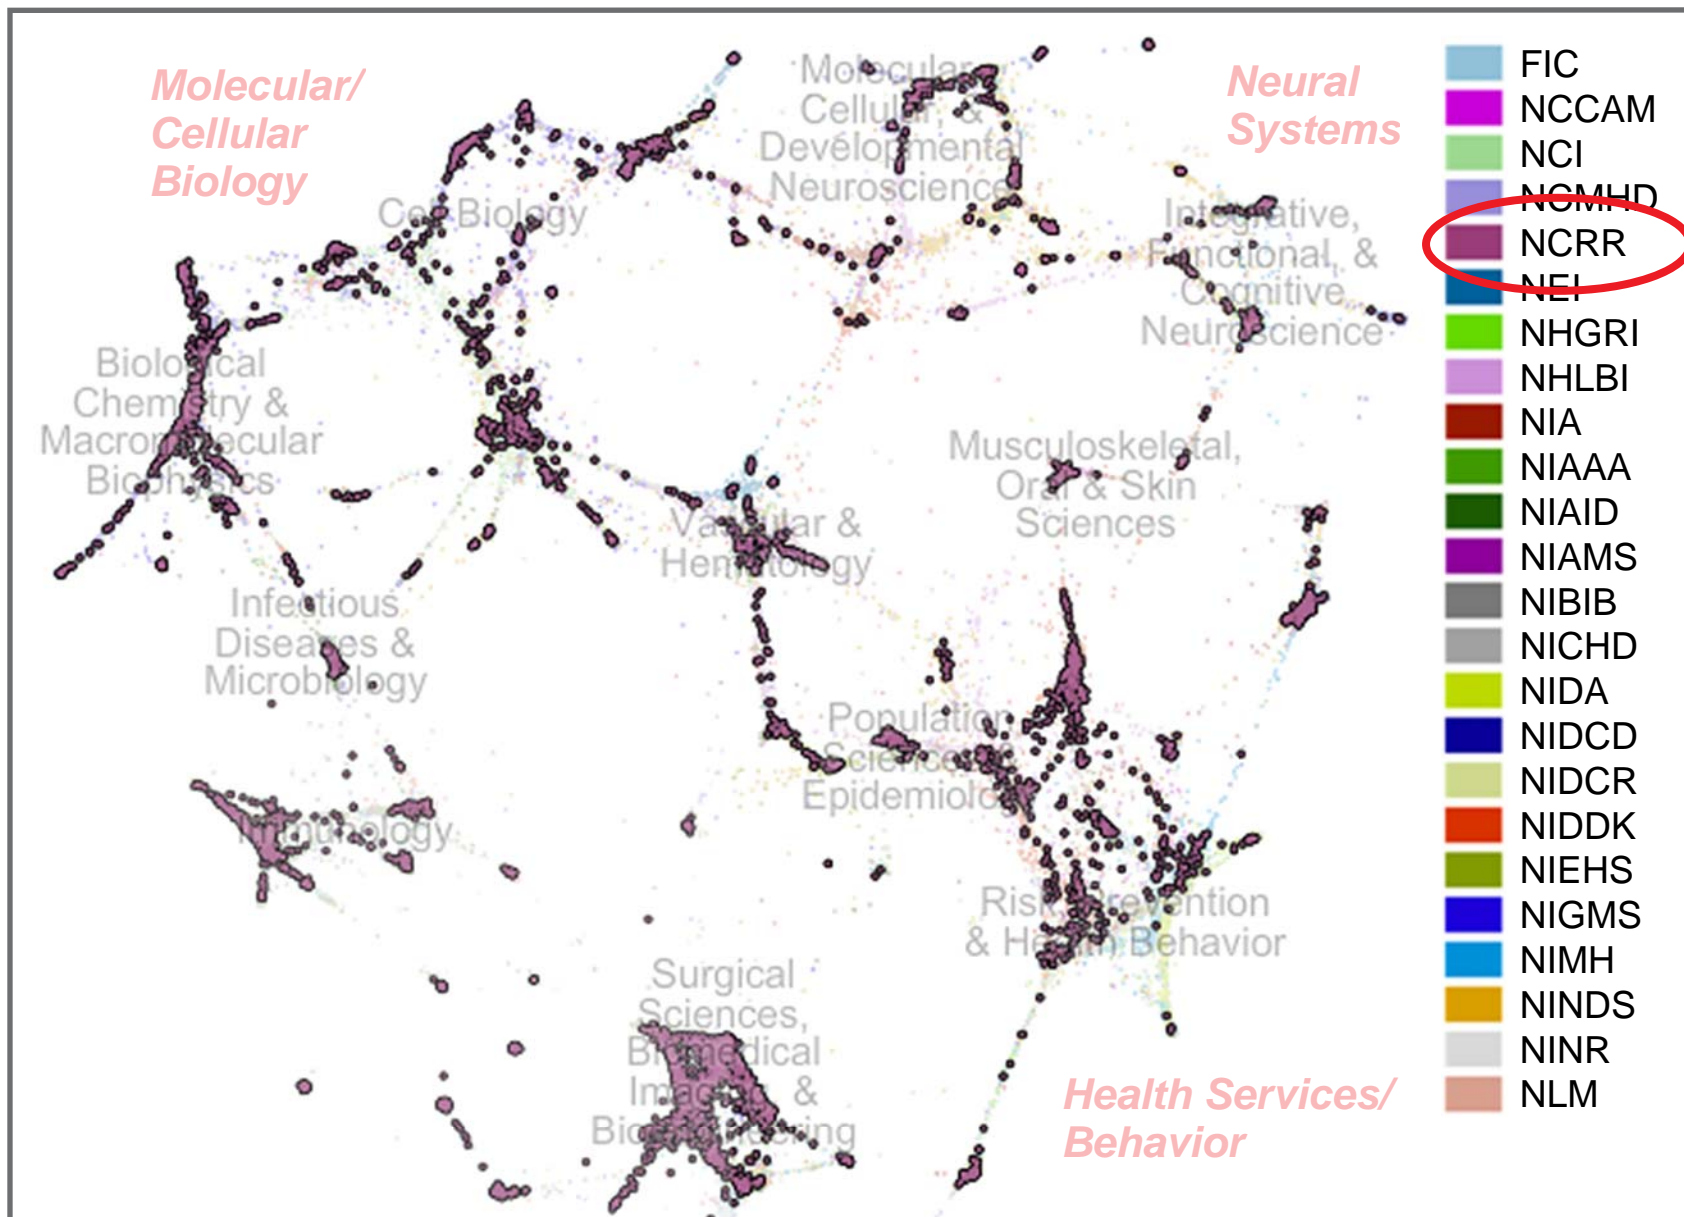 Molecular/
Cellular
Biology
Molecular,
Cellular, &
Developmental
Neuroscience
Neural
Systems
Cell Biology
Integrative,
Functional, &
Cognitive
Neuroscience
Biological
Chemistry &
Macromolecular
Biophysics
Musculoskeletal,
Oral & Skin
Sciences
Vascular &
Hematology
Infectious
Diseases &
Microbiology
Population
Sciences &
Epidemiology
Immunology
Risk, Prevention
& Health Behavior
Surgical
Sciences,
Biomedical
Imaging, &
Bioengineering
Health Services/
Behavior
FIC
NCCAM
NCI
NCMHD
NCRR
NEI
NHGRI
NHLBI
NIA
NIAAA
NIAID
NIAMS
NIBIB
NICHD
NIDA
NIDCD
NIDCR
NIDDK
NIEHS
NIGMS
NIMH
NINDS
NINR
NLM